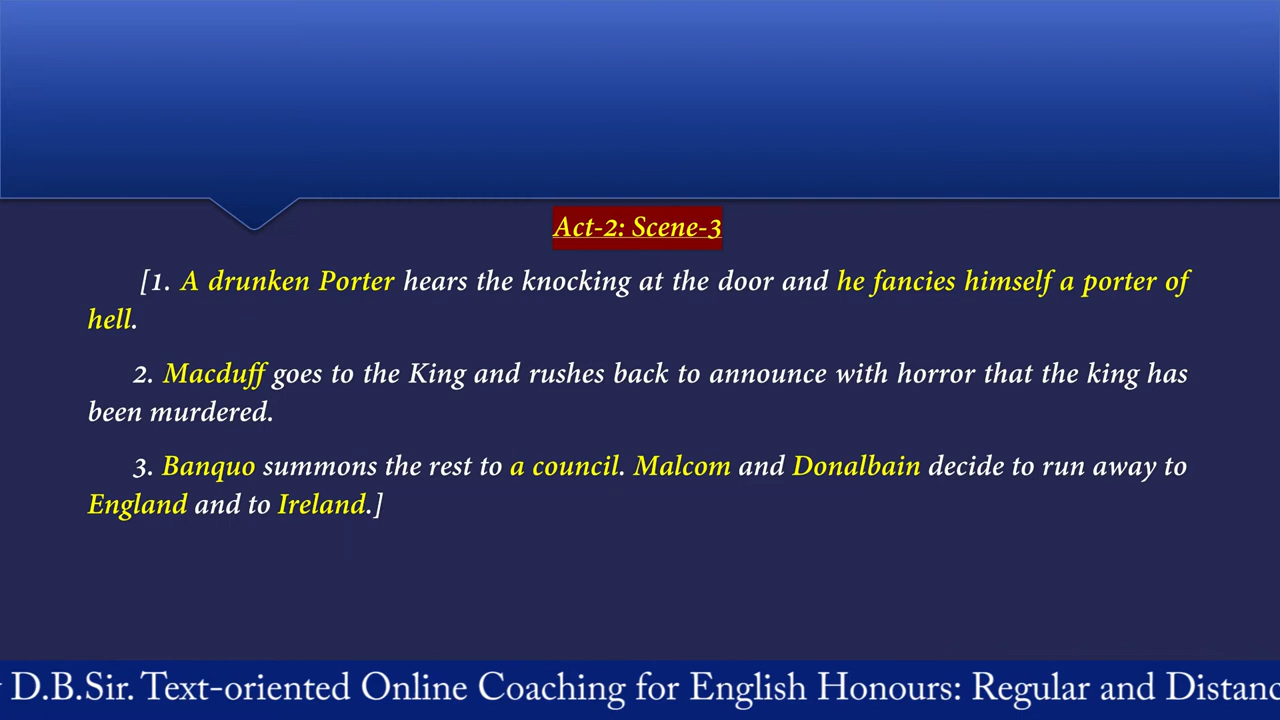 Act-2: Scene-3
[1. A drunken Porter hears the knocking at the door and he fancies himself a porter of
hell.
2. Macduff goes to the King and rushes back to announce with horror that the king has
been murdered.
3. Banquo summons the rest to a council. Malcom and Donalbain decide to run away to
England and to Ireland.]
D.B.Sir. Text-oriented Online Coaching for English Honours: Regular and Distanc